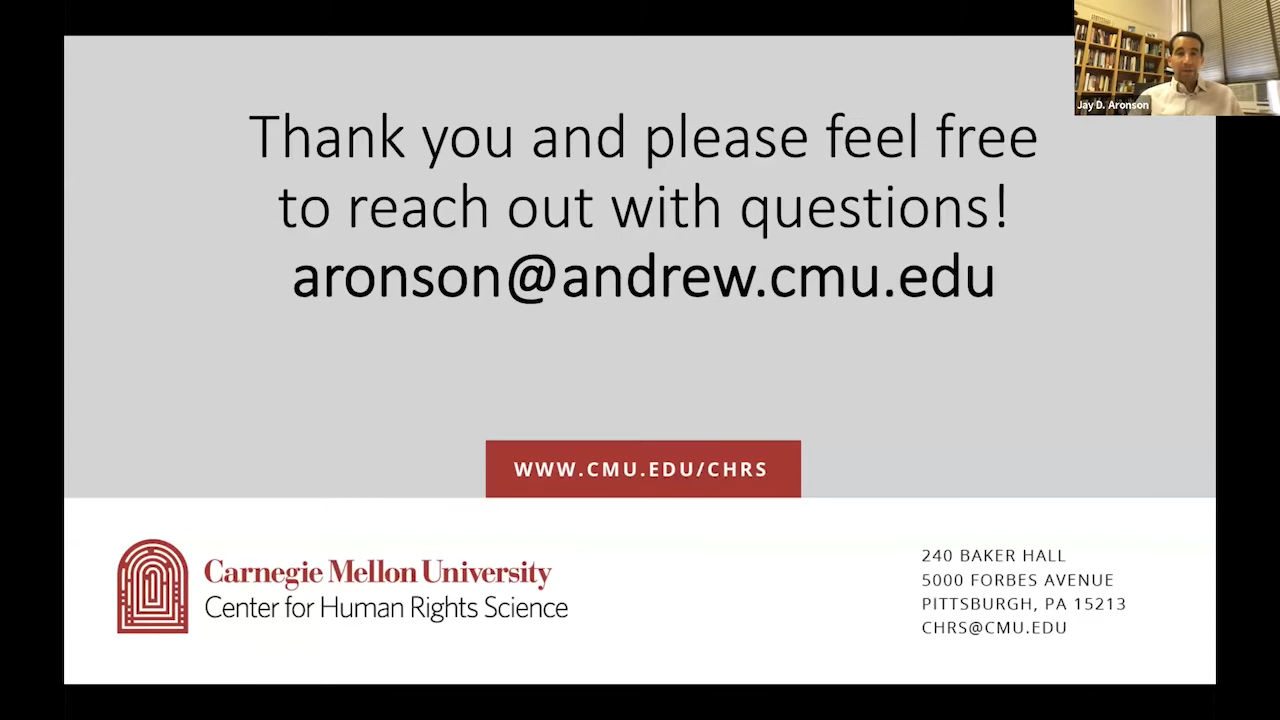 Jay D. Aronson
Thank you and please feel free
to reach out with questions!
aronson@andrew.cmu.edu
WWW.CMU.EDU/CHRS
Carnegie Mellon University
Center for Human Rights Science
240 BAKER HALL
5000 FORBES AVENUE
PITTSBURGH, PA 15213
CHRS@CMU.EDU